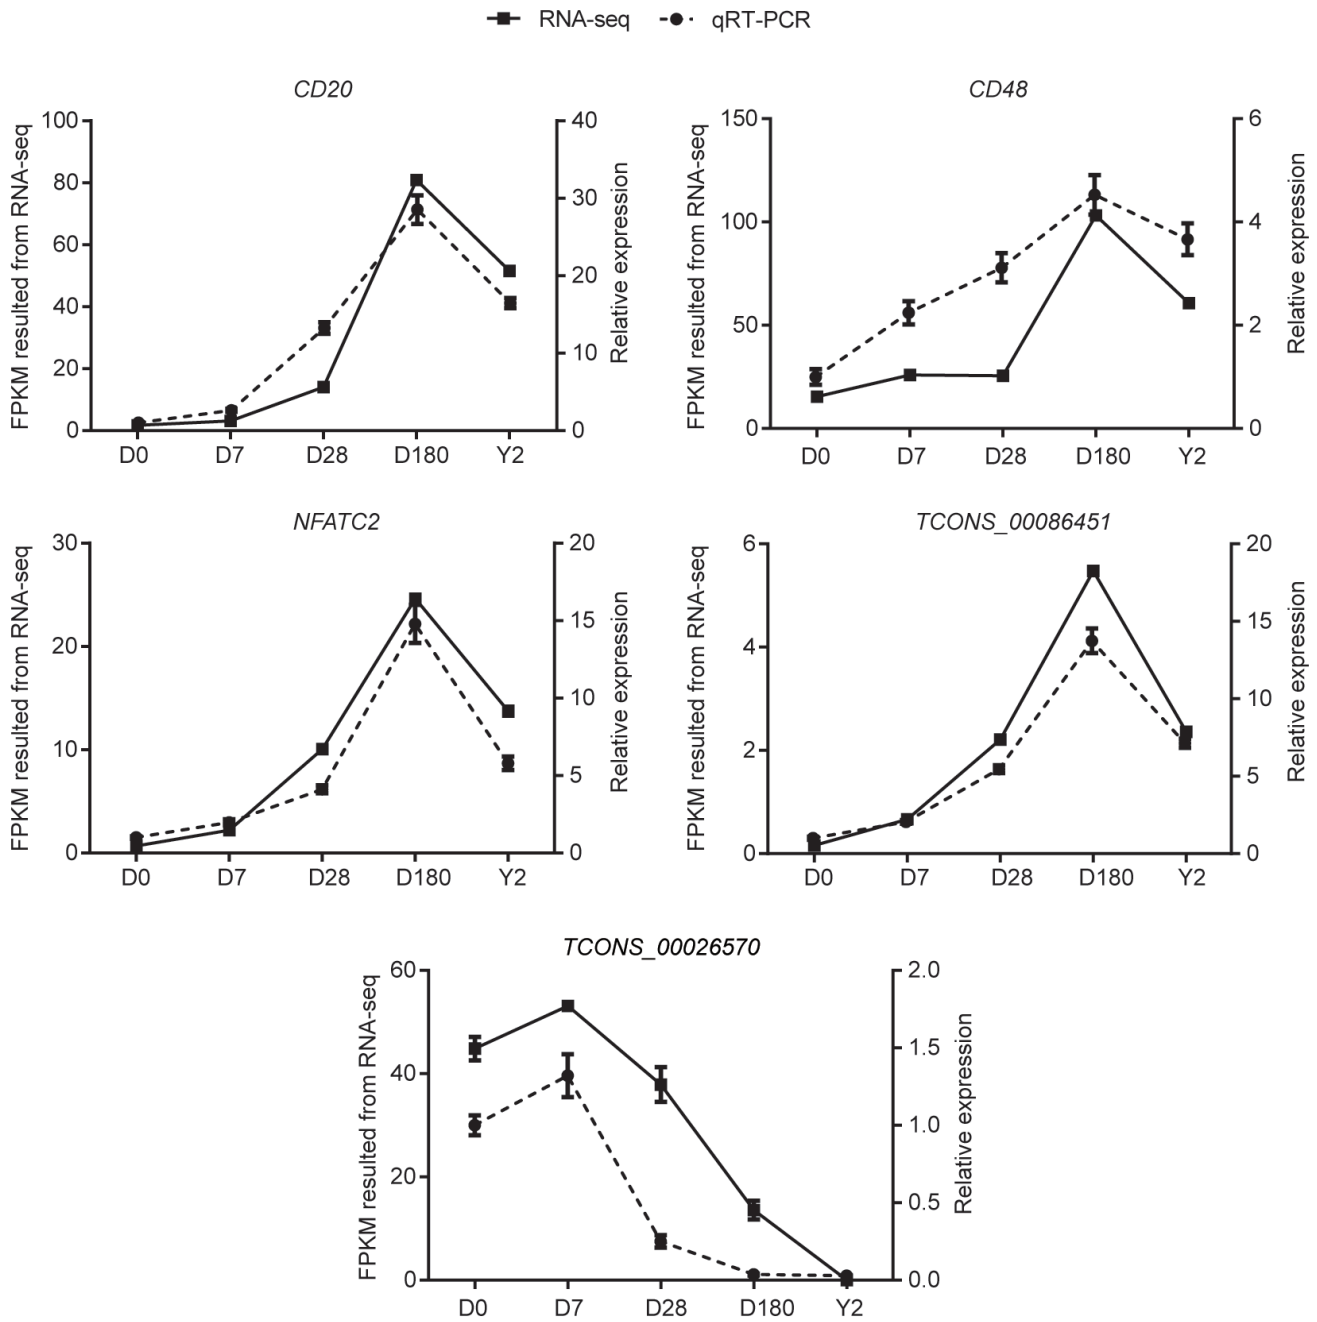 RNA-seq qRT-PCR
CD20
FPKM resulted from RNA-seq
100
80
60
40
20
0
40
30
20
10
0
Relative expression
D0 D7 D28 D180 Y2
CD48
FPKM resulted from RNA-seq
150
100
50
0
6
4
2
0
Relative expression
D0 D7 D28 D180 Y2
NFATC2
FPKM resulted from RNA-seq
30
20
10
0
20
15
10
5
0
Relative expression
D0 D7 D28 D180 Y2
TCONS_00086451
FPKM resulted from RNA-seq
6
4
2
0
20
15
10
5
0
Relative expression
D0 D7 D28 D180 Y2
TCONS_00026570
FPKM resulted from RNA-seq
60
40
20
0
2.0
1.5
1.0
0.5
0.0
Relative expression
D0 D7 D28 D180 Y2